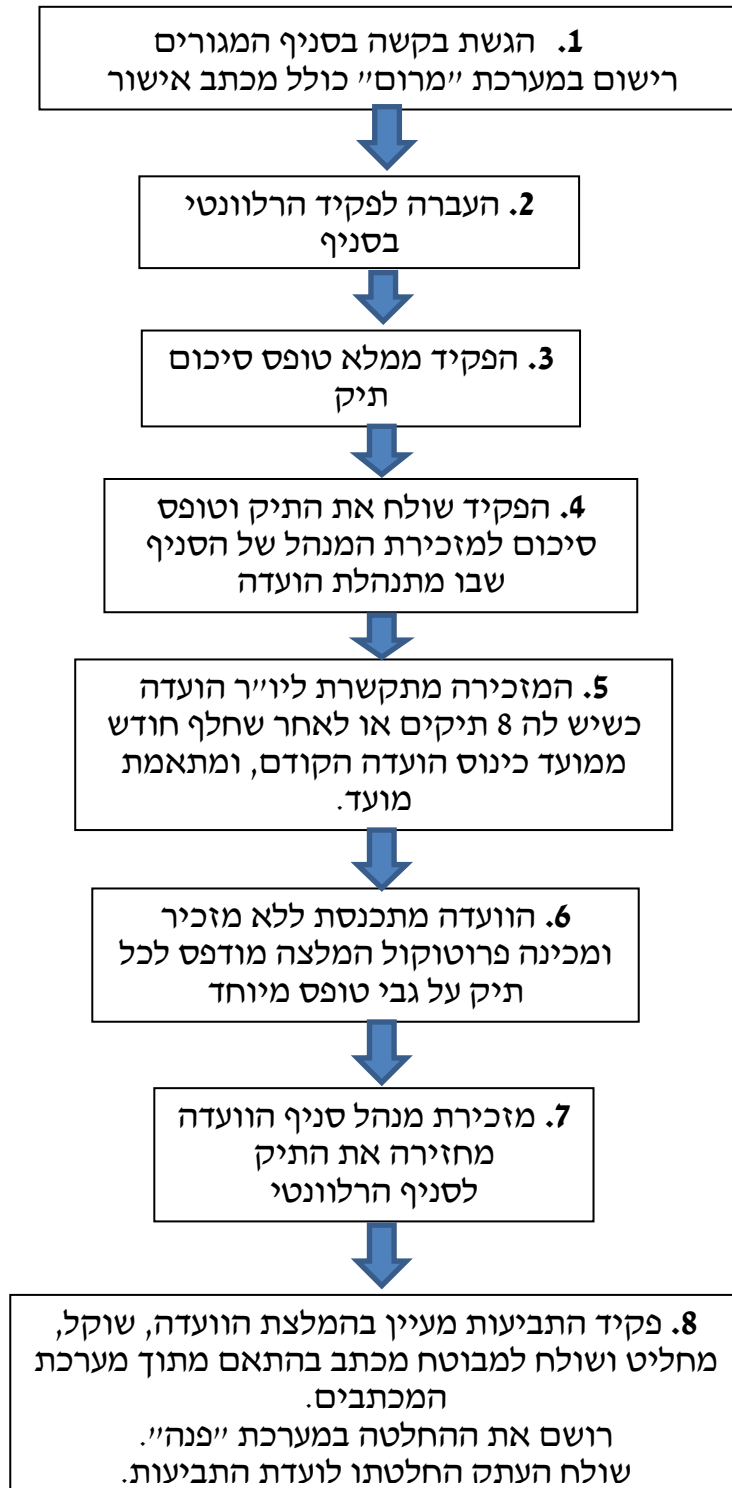 1. הגשת בקשה בסניף המגורים
רישום במערכת "מרום" כולל מכתב אישור
2. העברה לפקיד הרלוונטי
בסניף
3. הפקיד ממלא טופס סיכום
תיק
4. הפקיד שולח את התיק וטופס
סיכום למזכירת המנהל של הסניף
שבו מתנהלת הועדה
5. המזכירה מתקשרת ליו"ר הועדה
כשיש לה 8 תיקים או לאחר שחלף חודש
ממועד כינוס הועדה הקודם, ומתאמת
מועד.
6. הוועדה מתכנסת ללא מזכיר
ומכינה פרוטוקול המלצה מודפס לכל
תיק על גבי טופס מיוחד
7. מזכירת מנהל סניף הוועדה
מחזירה את התיק
לסניף הרלוונטי
8. פקיד התביעות מעיין בהמלצת הוועדה, שוקל,
מחליט ושולח למבוטח מכתב בהתאם מתוך מערכת
המכתבים.
רושם את ההחלטה במערכת "פנה".
שולח העתק החלטתו לועדת התביעות.